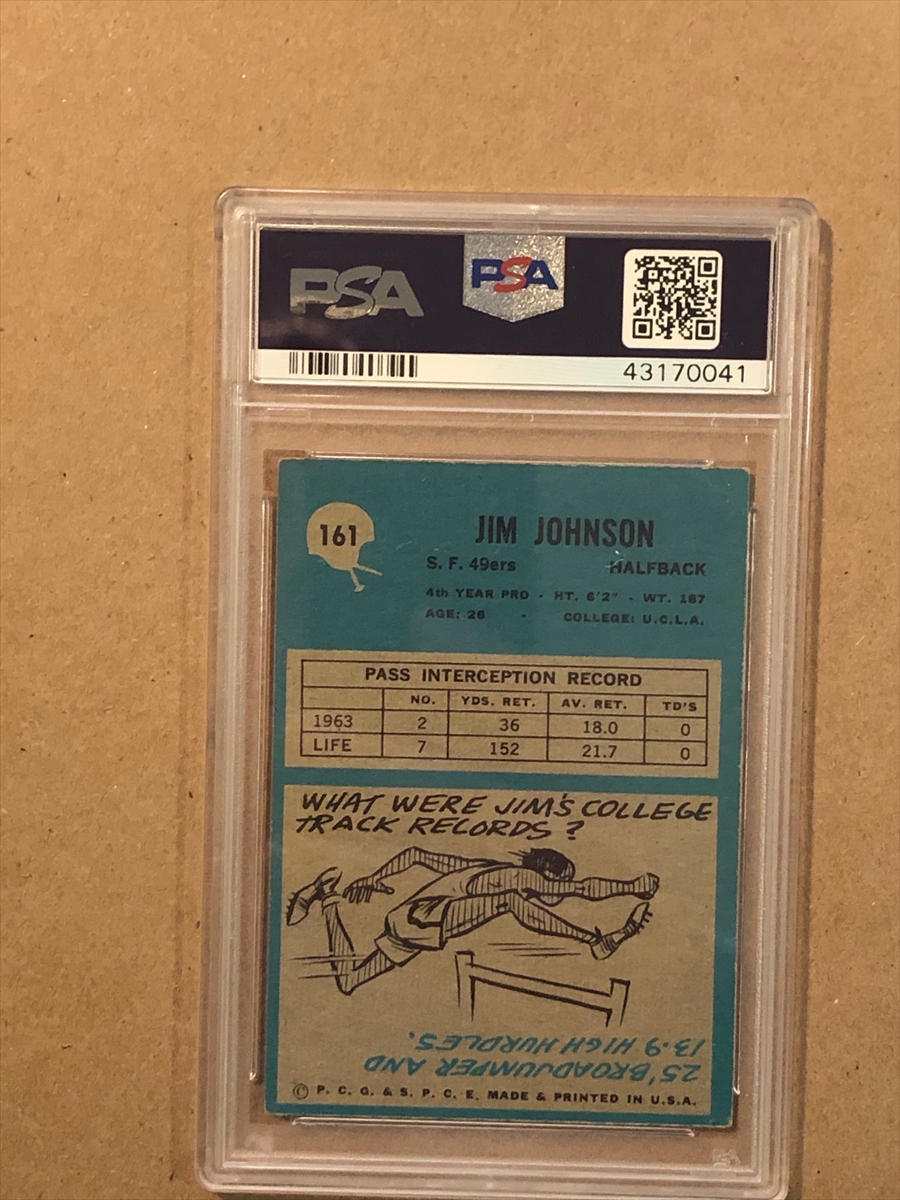 PSA PSA
43170041
161 JIM JOHNSON
S. F. 49ers HALFBACK
4th YEAR PRO - HT. 6'2" - WT. 187
AGE: 26 - COLLEGE: U.C.L.A.
PASS INTERCEPTION RECORD
NO. YDS. RET. AV. RET. TD'S
1963 2 36 18.0 0
LIFE 7 152 21.7 0
WHAT WERE JIM'S COLLEGE
TRACK RECORDS?
25' BROADJUMPER AND
13.9 HIGH HURDLES.
© P. C. G. & S. P. C. E. MADE & PRINTED IN U.S.A.